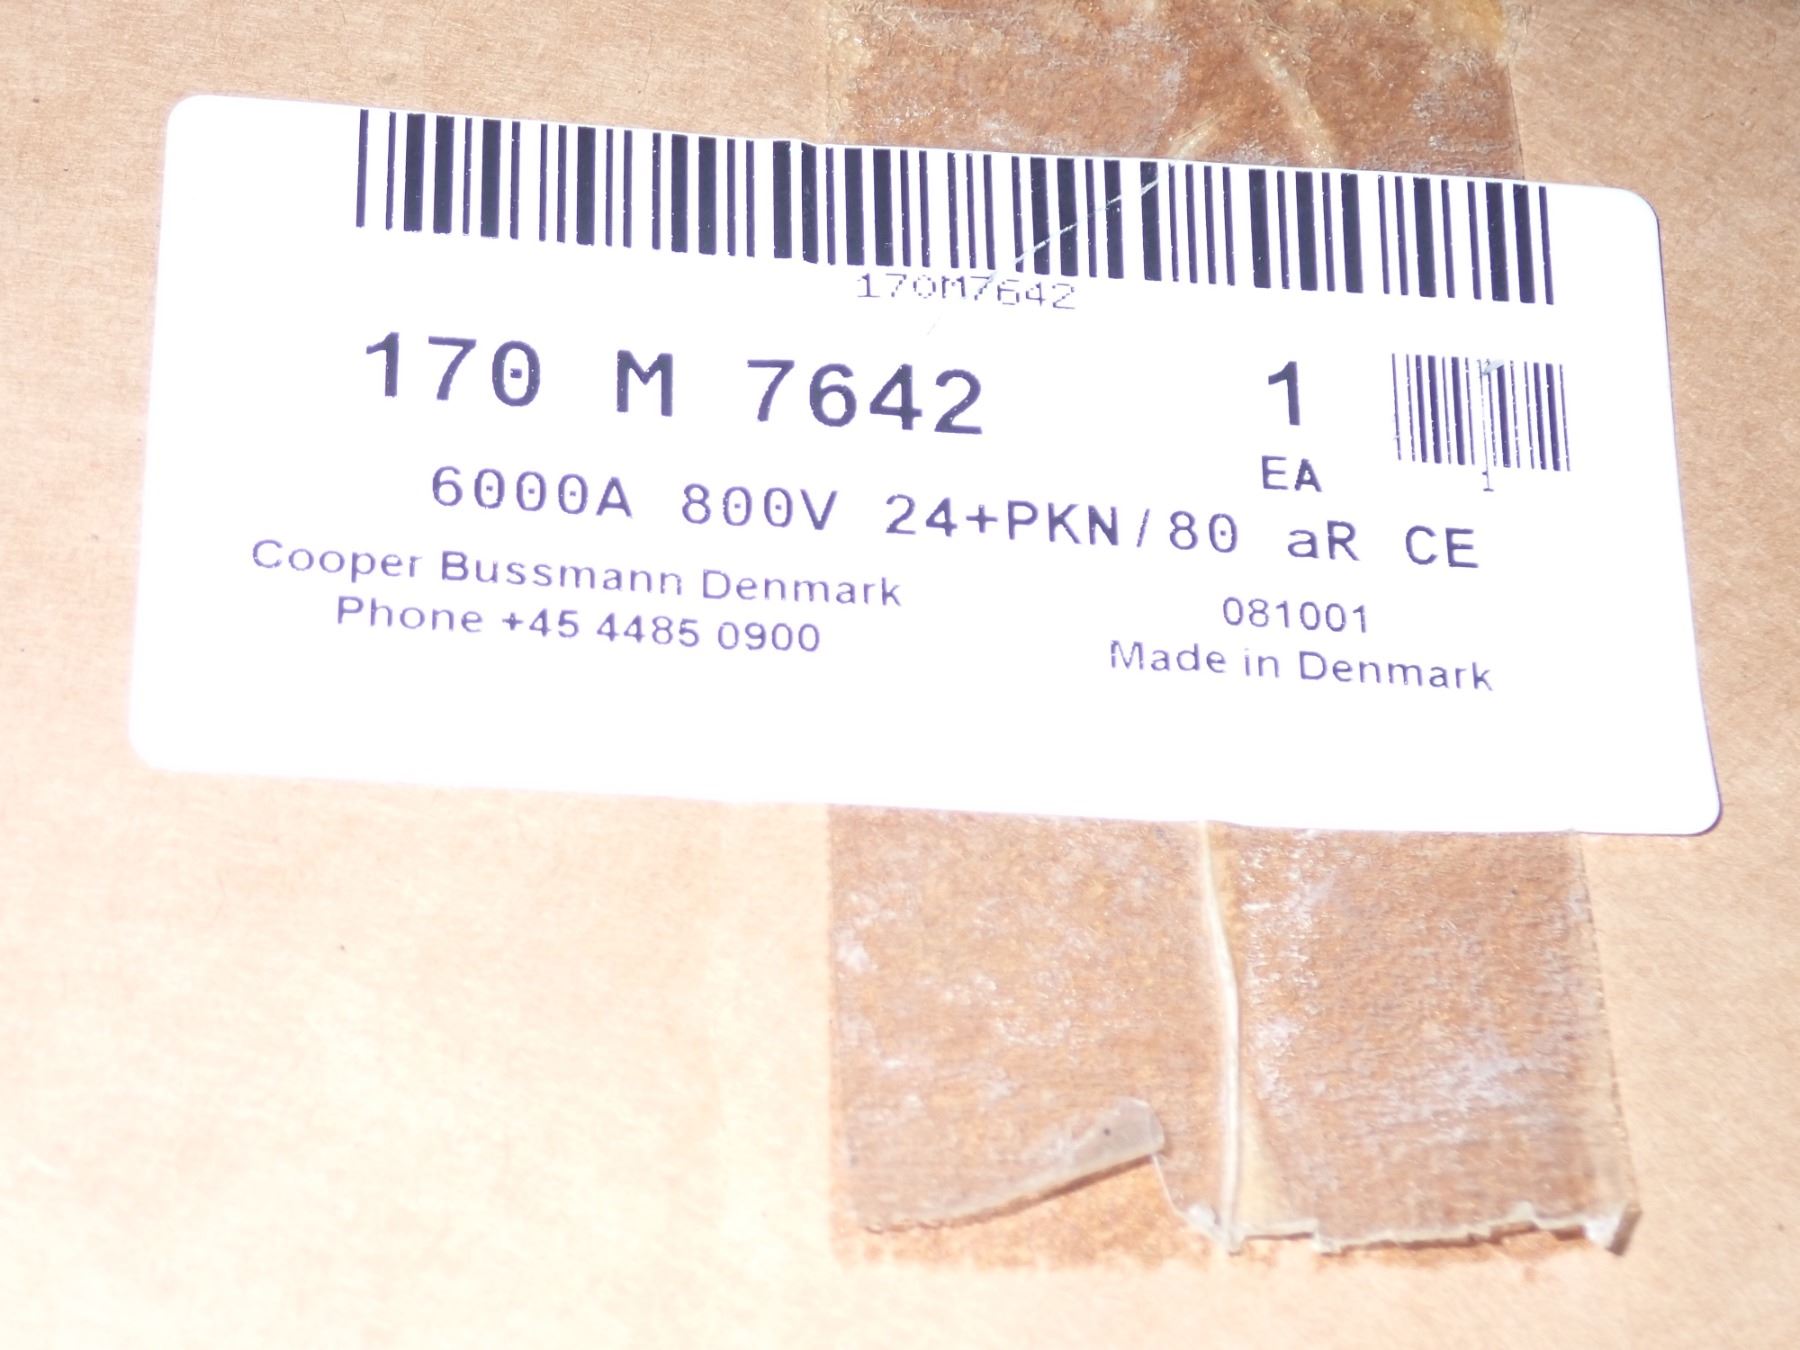 170M7642
170 M 7642 1
EA
1
6000A 800V 24+PKN/80 aR CE
Cooper Bussmann Denmark
Phone +45 4485 0900
081001
Made in Denmark